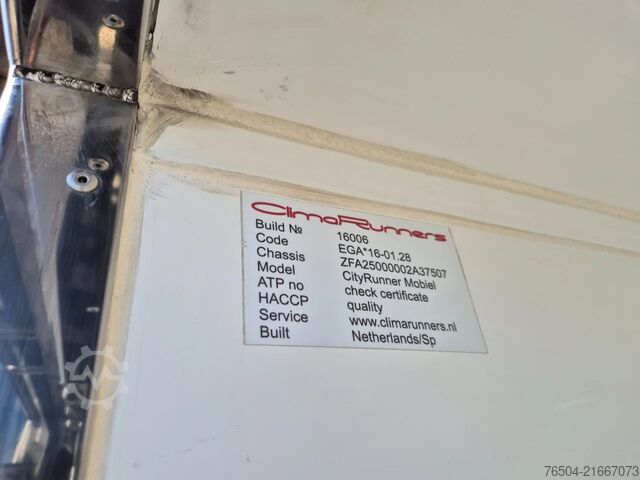 ClimaRunners
Build № 16006
Code EGA*16-01.28
Chassis ZFA25000002A37507
Model CityRunner Mobiel
ATP no check certificate
HACCP quality
Service www.climarunners.nl
Built Netherlands/Sp
76504-21667073